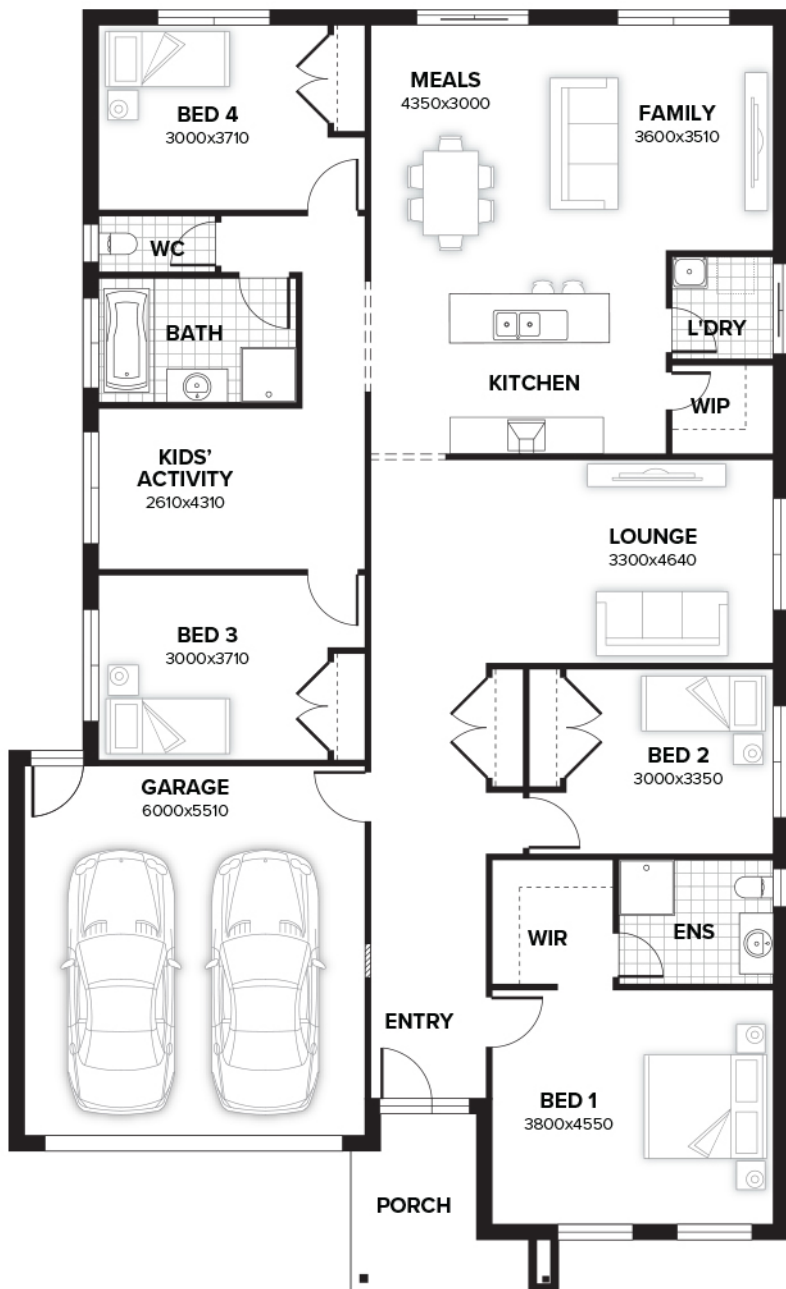 MEALS
4350x3000
FAMILY
3600x3510
BED 4
3000x3710
WC
BATH
L'DRY
KITCHEN
WIP
KIDS'
ACTIVITY
2610x4310
LOUNGE
3300x4640
BED 3
3000x3710
BED 2
3000x3350
GARAGE
6000x5510
WIR
ENS
ENTRY
BED 1
3800x4550
PORCH